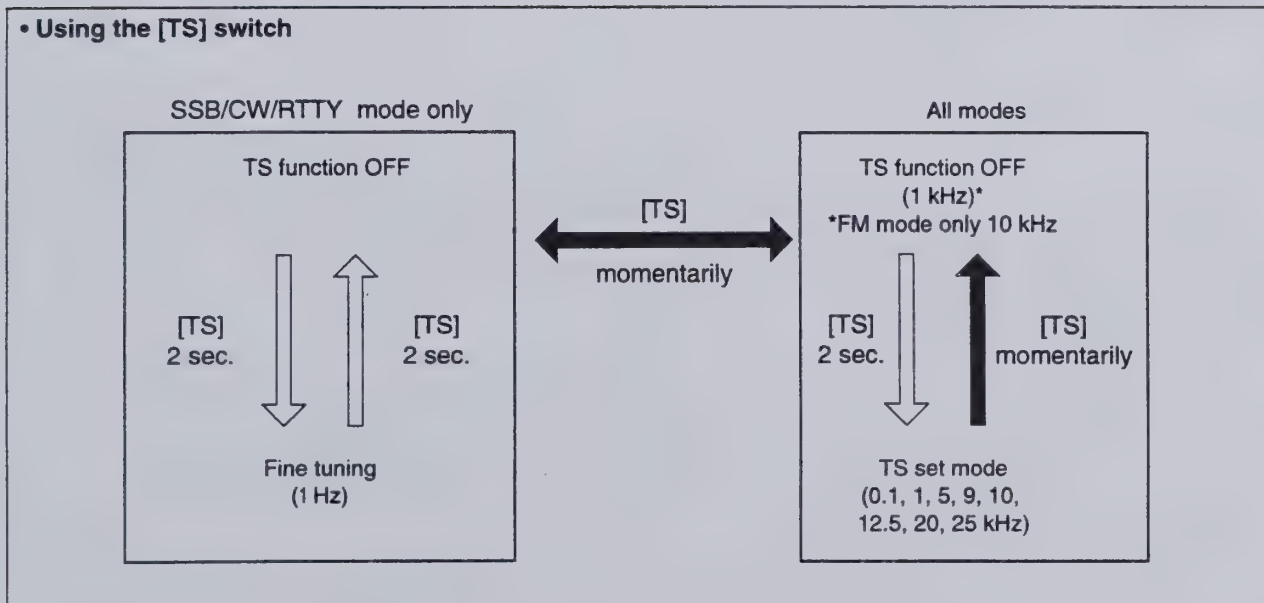 • Using the [TS] switch
SSB/CW/RTTY mode only
TS function OFF
[TS]
2 sec.
[TS]
2 sec.
Fine tuning
(1 Hz)
[TS]
momentarily
All modes
TS function OFF
(1 kHz)*
*FM mode only 10 kHz
[TS]
2 sec.
[TS]
momentarily
TS set mode
(0.1, 1, 5, 9, 10,
12.5, 20, 25 kHz)